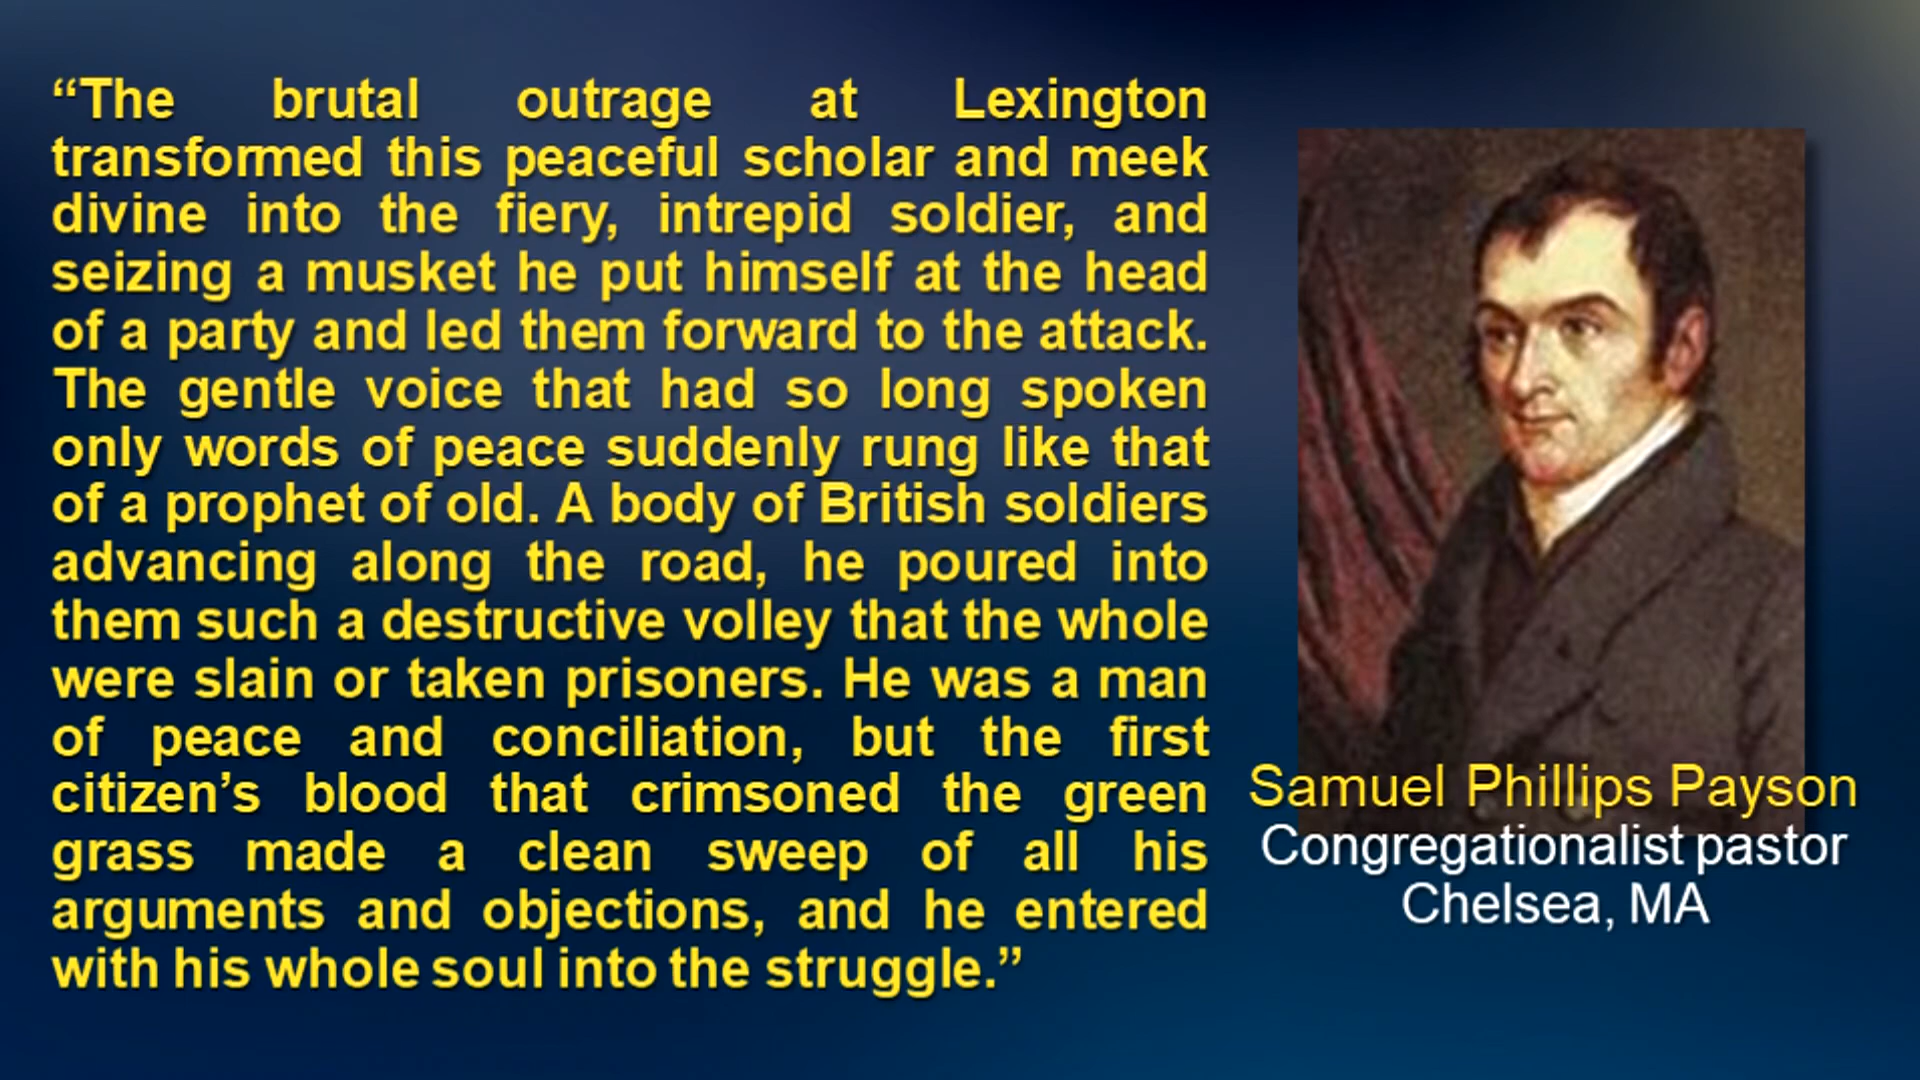 “The brutal outrage at Lexington
transformed this peaceful scholar and meek
divine into the fiery, intrepid soldier, and
seizing a musket he put himself at the head
of a party and led them forward to the attack.
The gentle voice that had so long spoken
only words of peace suddenly rung like that
of a prophet of old. A body of British soldiers
advancing along the road, he poured into
them such a destructive volley that the whole
were slain or taken prisoners. He was a man
of peace and conciliation, but the first
citizen’s blood that crimsoned the green
grass made a clean sweep of all his
arguments and objections, and he entered
with his whole soul into the struggle.”
Samuel Phillips Payson
Congregationalist pastor
Chelsea, MA